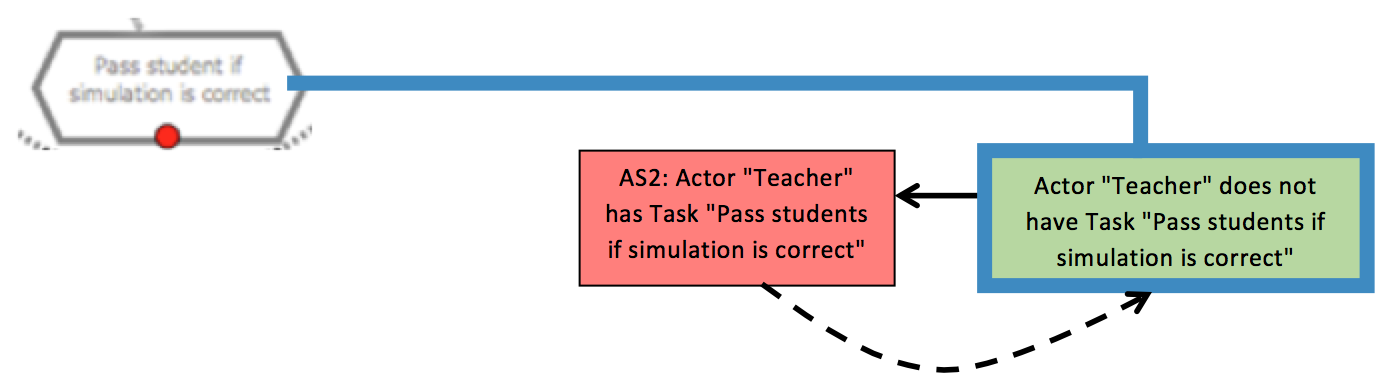 Pass student if
simulation is correct
AS2: Actor "Teacher"
has Task "Pass students
if simulation is correct"
Actor "Teacher" does not
have Task "Pass students if
simulation is correct"